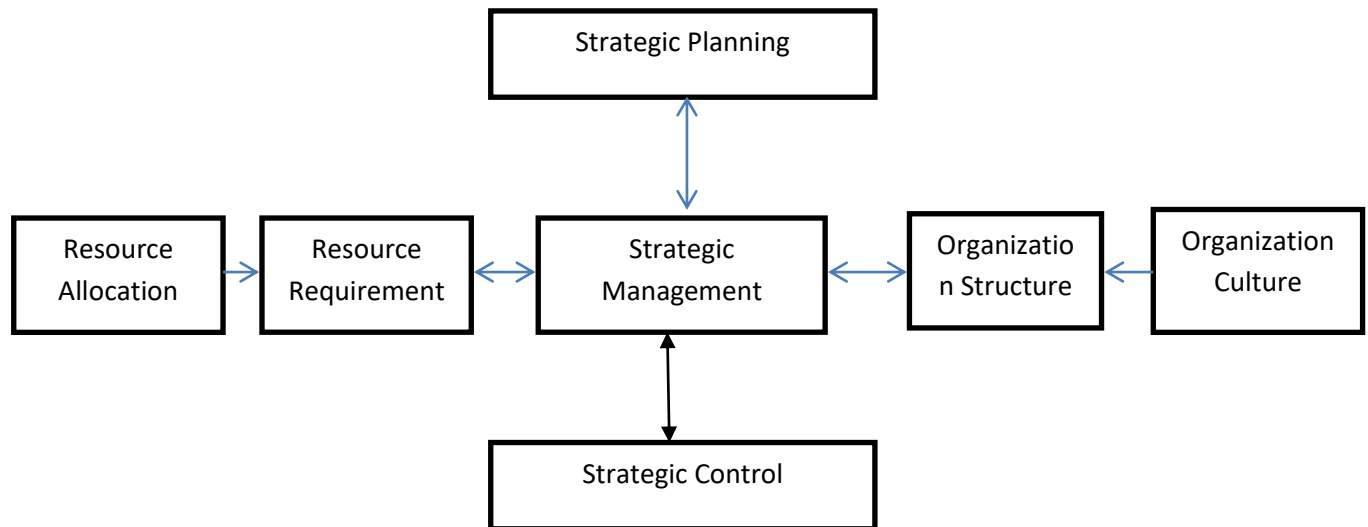 Strategic Planning
Resource
Allocation
Resource
Requirement
Strategic
Management
Organizatio
n Structure
Organization
Culture
Strategic Control